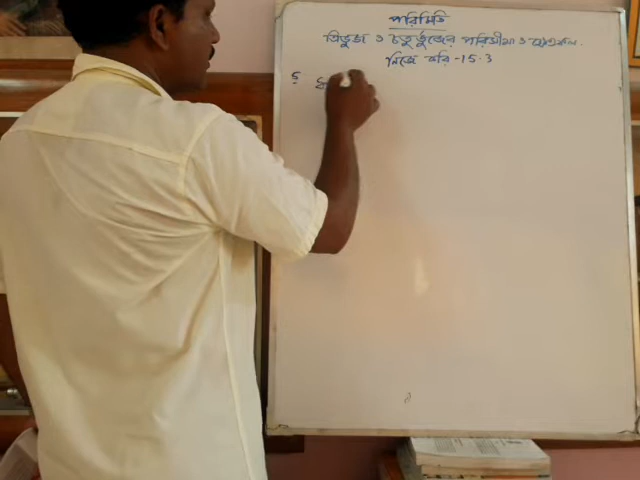 পরিমিতি
ত্রিভুজ ও চতুর্ভুজের পরিসীমা ও ক্ষেত্রফল.
নিজে করি - 15.3